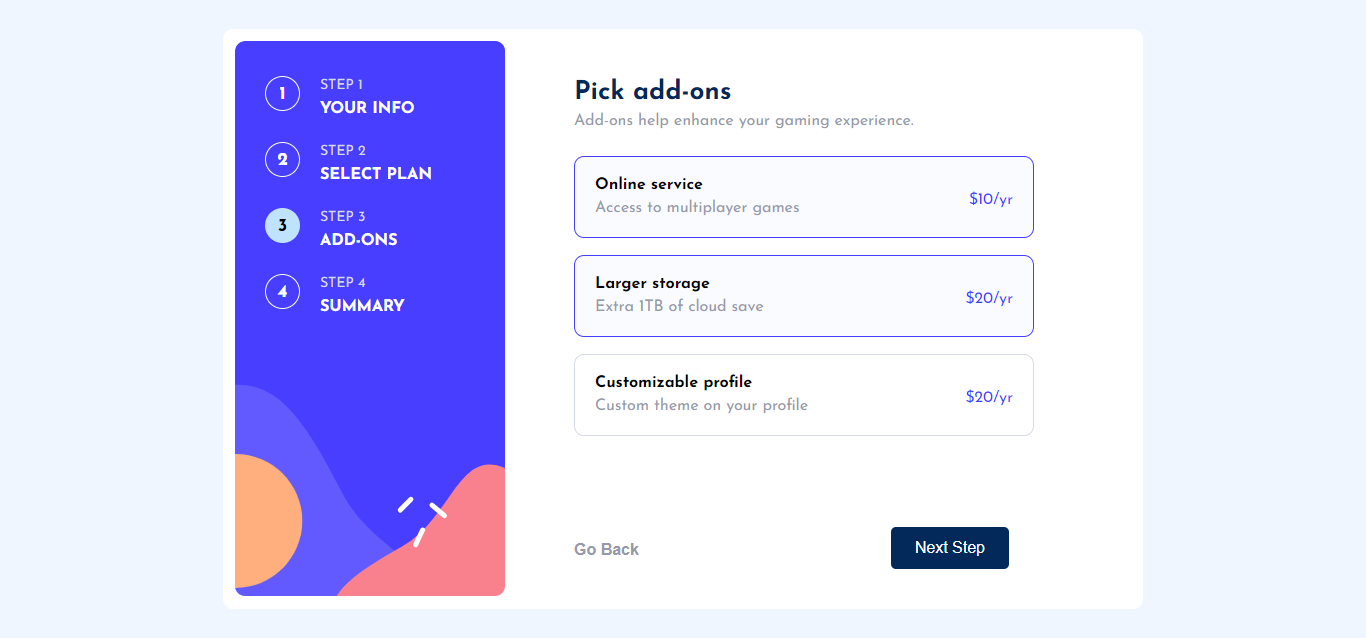 1
STEP 1
YOUR INFO
2
STEP 2
SELECT PLAN
3
STEP 3
ADD-ONS
4
STEP 4
SUMMARY
Pick add-ons
Add-ons help enhance your gaming experience.
Online service
Access to multiplayer games
$10/yr
Larger storage
Extra 1TB of cloud save
$20/yr
Customizable profile
Custom theme on your profile
$20/yr
Go Back
Next Step